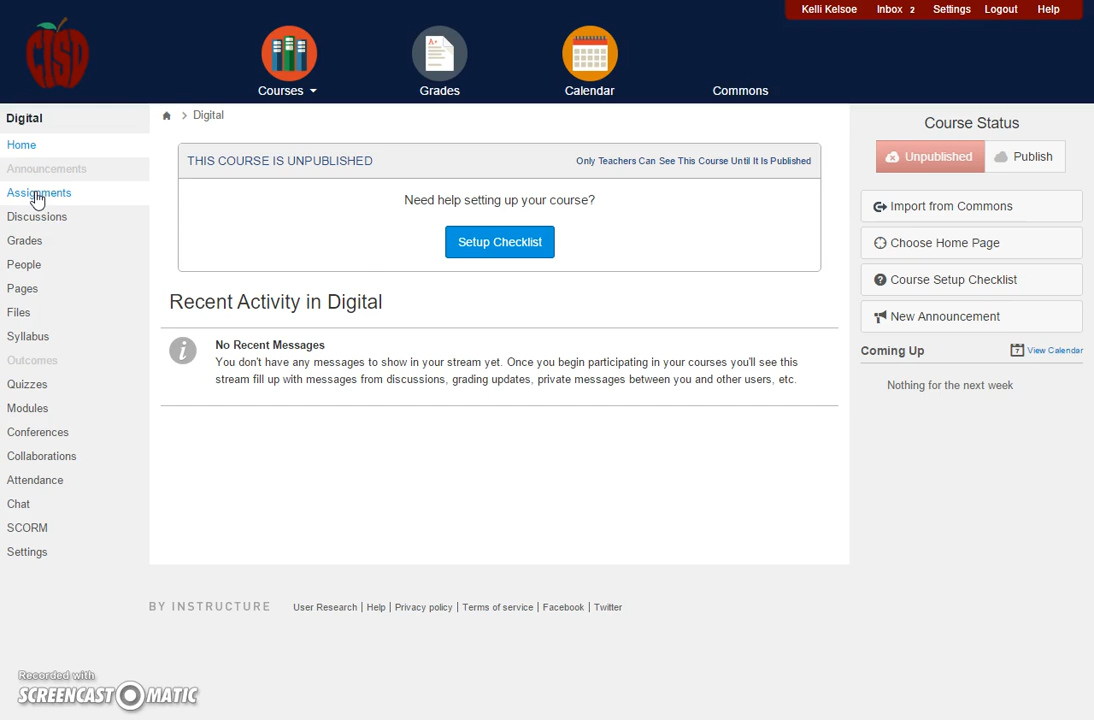 Kelli Kelsoe Inbox 2 Settings Logout Help
CISD
A+
Courses Grades Calendar Commons
Digital
Home
Announcements
Assignments
Discussions
Grades
People
Pages
Files
Syllabus
Outcomes
Quizzes
Modules
Conferences
Collaborations
Attendance
Chat
SCORM
Settings
> Digital
THIS COURSE IS UNPUBLISHED Only Teachers Can See This Course Until It Is Published
Need help setting up your course?
Setup Checklist
Recent Activity in Digital
No Recent Messages
You don't have any messages to show in your stream yet. Once you begin participating in your courses you'll see this
stream fill up with messages from discussions, grading updates, private messages between you and other users, etc.
Course Status
Unpublished Publish
Import from Commons
Choose Home Page
Course Setup Checklist
New Announcement
Coming Up 7 View Calendar
Nothing for the next week
BY INSTRUCTURE User Research | Help | Privacy policy | Terms of service | Facebook | Twitter
Recorded with
SCREENCAST-O-MATIC